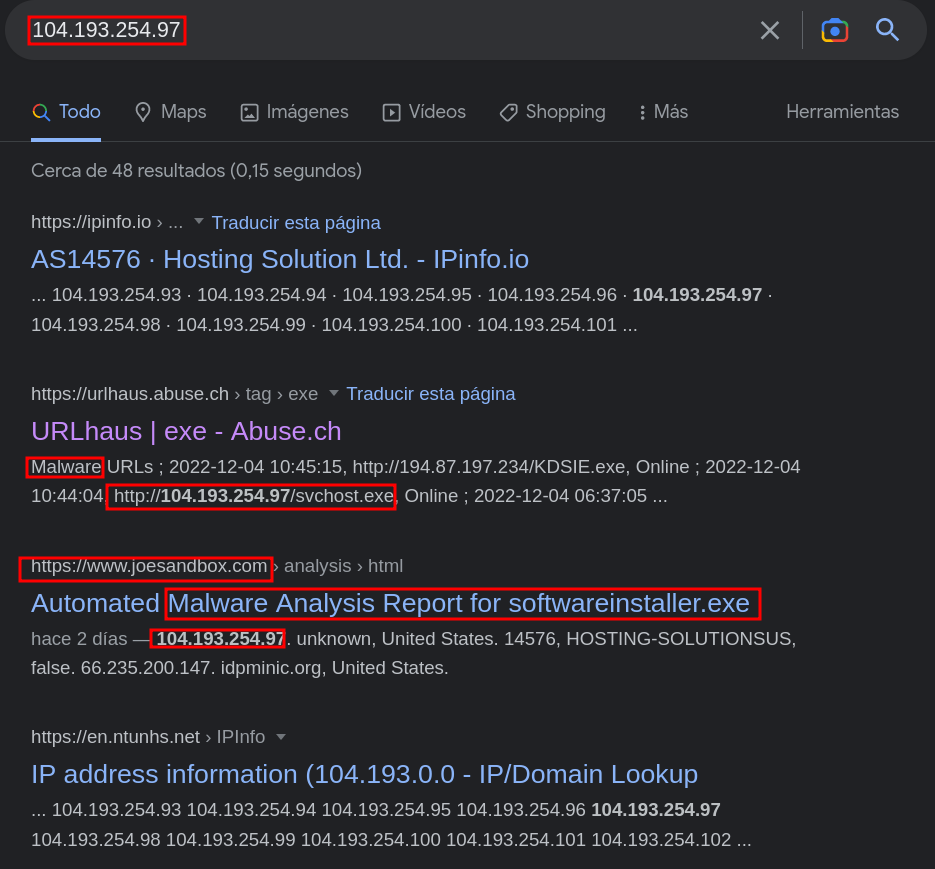 104.193.254.97
Todo Maps Imágenes Vídeos Shopping Más Herramientas
Cerca de 48 resultados (0,15 segundos)
https://ipinfo.io › ... Traducir esta página
AS14576 · Hosting Solution Ltd. - IPinfo.io
... 104.193.254.93 · 104.193.254.94 · 104.193.254.95 · 104.193.254.96 · 104.193.254.97 ·
104.193.254.98 · 104.193.254.99 · 104.193.254.100 · 104.193.254.101 ...
https://urlhaus.abuse.ch › tag › exe Traducir esta página
URLhaus | exe - Abuse.ch
Malware URLs ; 2022-12-04 10:45:15, http://194.87.197.234/KDSIE.exe, Online ; 2022-12-04
10:44:04, http://104.193.254.97/svchost.exe, Online ; 2022-12-04 06:37:05 ...
https://www.joesandbox.com › analysis › html
Automated Malware Analysis Report for softwareinstaller.exe
hace 2 días — 104.193.254.97. unknown, United States. 14576, HOSTING-SOLUTIONSUS,
false. 66.235.200.147. idpminic.org, United States.
https://en.ntunhs.net › IPInfo
IP address information (104.193.0.0 - IP/Domain Lookup
... 104.193.254.93 104.193.254.94 104.193.254.95 104.193.254.96 104.193.254.97
104.193.254.98 104.193.254.99 104.193.254.100 104.193.254.101 104.193.254.102 ...